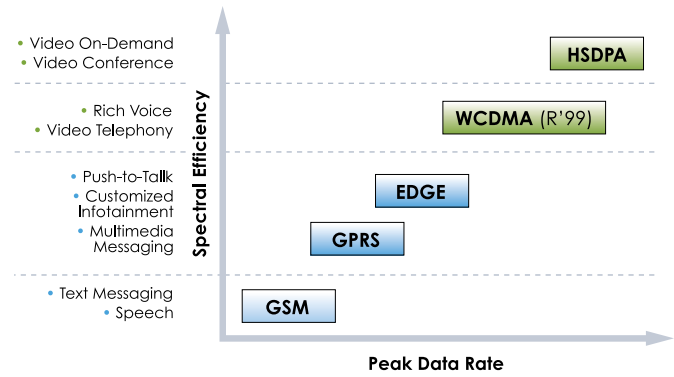 • Video On-Demand
• Video Conference
HSDPA
• Rich Voice
• Video Telephony
WCDMA (R'99)
• Push-to-Tallk
• Customized
Infotainment
• Multimedia
Messaging
EDGE
GPRS
• Text Messaging
• Speech
GSM
Spectral Efficiency
Peak Data Rate